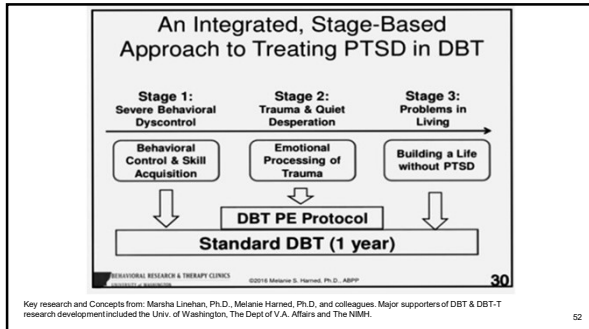 An Integrated, Stage-Based
Approach to Treating PTSD in DBT
Stage 1:
Severe Behavioral
Dyscontrol
Stage 2:
Trauma & Quiet
Desperation
Stage 3:
Problems in
Living
Behavioral
Control & Skill
Acquisition
Emotional
Processing of
Trauma
Building a Life
without PTSD
DBT PE Protocol
Standard DBT (1 year)
BEHAVIORAL RESEARCH & THERAPY CLINICS
UNIVERSITY of WASHINGTON
©2016 Melanie S. Harned, Ph.D., ABPP
30
Key research and Concepts from: Marsha Linehan, Ph.D., Melanie Harned, Ph.D, and colleagues. Major supporters of DBT & DBT-T
research development included the Univ. of Washington, The Dept of V.A. Affairs and The NIMH.
52